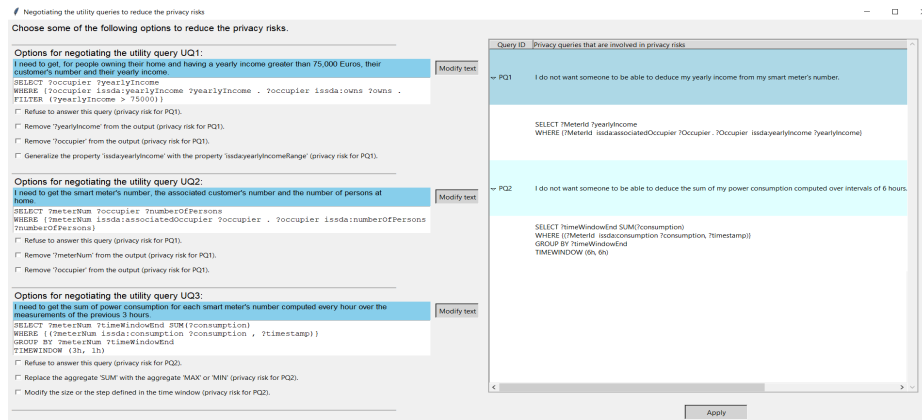 Negotiating the utility queries to reduce the privacy risks
Choose some of the following options to reduce the privacy risks.
Options for negotiating the utility query UQ1:
I need to get, for people owning their home and having a yearly income greater than 75,000 Euros, their
customer's number and their yearly income.
Modify text
SELECT ?occupier ?yearlyIncome
WHERE {?occupier issda:yearlyIncome ?yearlyIncome . ?occupier issda:owns ?owns .
FILTER (?yearlyIncome > 75000)}
Refuse to answer this query (privacy risk for PQ1).
Remove '?yearlyIncome' from the output (privacy risk for PQ1).
Remove '?occupier' from the output (privacy risk for PQ1).
Generalize the property 'issda:yearlyIncome' with the property 'issda:yearlyIncomeRange' (privacy risk for PQ1).
Options for negotiating the utility query UQ2:
I need to get the smart meter's number, the associated customer's number and the number of persons at
home.
Modify text
SELECT ?meterNum ?occupier ?numberOfPersons
WHERE {?meterNum issda:associatedOccupier ?occupier . ?occupier issda:numberOfPersons
?numberOfPersons}
Refuse to answer this query (privacy risk for PQ1).
Remove '?meterNum' from the output (privacy risk for PQ1).
Remove '?occupier' from the output (privacy risk for PQ1).
Options for negotiating the utility query UQ3:
I need to get the sum of power consumption for each smart meter's number computed every hour over the
measurements of the previous 3 hours.
Modify text
SELECT ?meterNum ?timeWindowEnd SUM(?consumption)
WHERE {(?meterNum issda:consumption ?consumption , ?timestamp)}
GROUP BY ?meterNum ?timeWindowEnd
TIMEWINDOW (3h, 1h)
Refuse to answer this query (privacy risk for PQ2).
Replace the aggregate 'SUM' with the aggregate 'MAX' or 'MIN' (privacy risk for PQ2).
Modify the size or the step defined in the time window (privacy risk for PQ2).
Query ID Privacy queries that are involved in privacy risks
PQ1 I do not want someone to be able to deduce my yearly income from my smart meter's number.
SELECT ?MeterId ?yearlyIncome
WHERE {?MeterId issda:associatedOccupier ?Occupier . ?Occupier issda:yearlyIncome ?yearlyIncome}
PQ2 I do not want someone to be able to deduce the sum of my power consumption computed over intervals of 6 hours.
SELECT ?timeWindowEnd SUM(?consumption)
WHERE {(?MeterId issda:consumption ?consumption, ?timestamp)}
GROUP BY ?timeWindowEnd
TIMEWINDOW (6h, 6h)
Apply